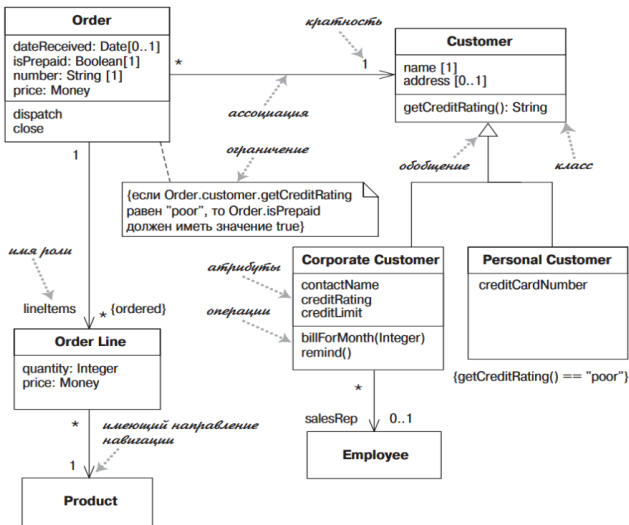 Order
dateReceived: Date[0..1]
isPrepaid: Boolean[1]
number: String [1]
price: Money
dispatch
close
*
1
кратность
ассоциация
Customer
name [1]
address [0..1]
getCreditRating(): String
ограничение
обобщение
класс
{если Order.customer.getCreditRating
равен "poor", то Order.isPrepaid
должен иметь значение true}
1
имя роли
lineItems
* {ordered}
Order Line
quantity: Integer
price: Money
атрибуты
операции
Corporate Customer
contactName
creditRating
creditLimit
billForMonth(Integer)
remind()
Personal Customer
creditCardNumber
{getCreditRating() == "poor"}
*
имеющий направление
навигации
1
Product
*
salesRep
0..1
Employee